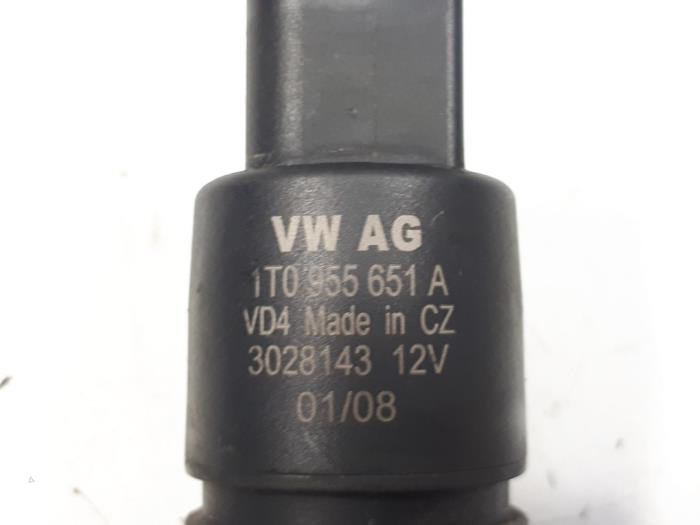 VW AG
1T0 955 651 A
VD4 Made in CZ
3028143 12V
01/08